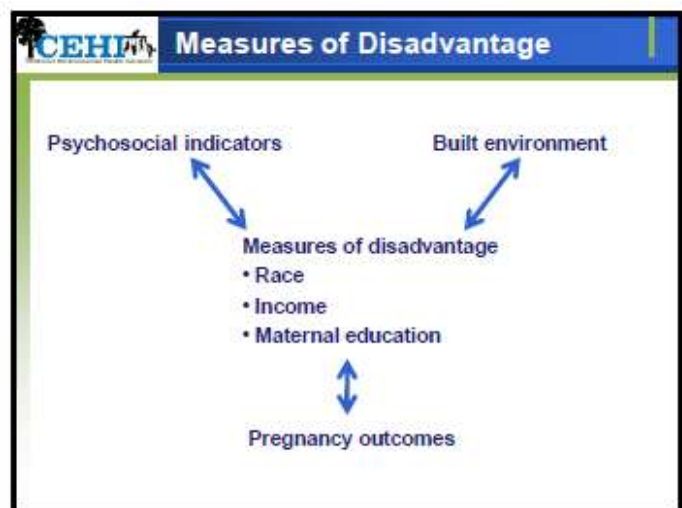 CEHI
Measures of Disadvantage
Psychosocial indicators
Built environment
Measures of disadvantage
• Race
• Income
• Maternal education
Pregnancy outcomes